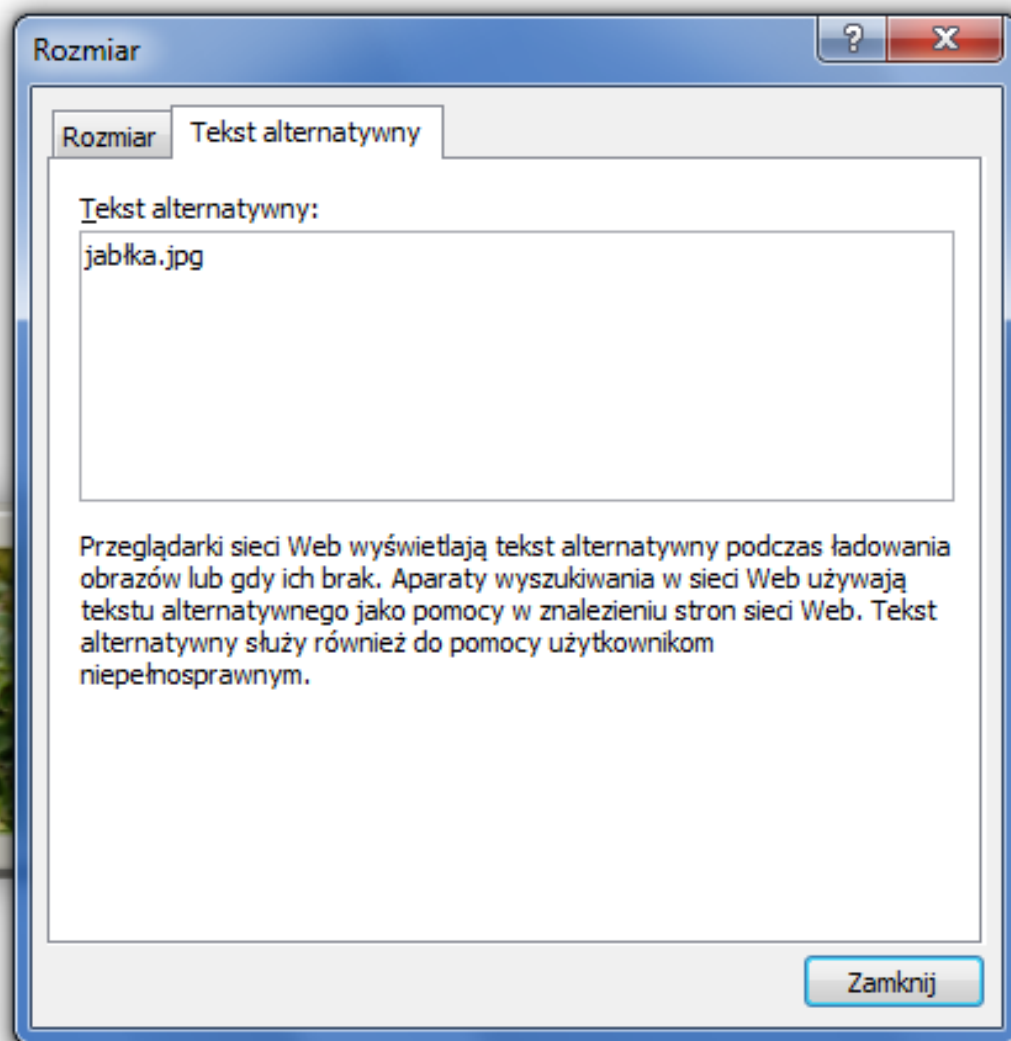 Rozmiar
Rozmiar
Tekst alternatywny
Tekst alternatywny:
jabłka.jpg
Przeglądarki sieci Web wyświetlają tekst alternatywny podczas ładowania
obrazów lub gdy ich brak. Aparaty wyszukiwania w sieci Web używają
tekstu alternatywnego jako pomocy w znalezieniu stron sieci Web. Tekst
alternatywny służy również do pomocy użytkownikom
niepełnosprawnym.
Zamknij